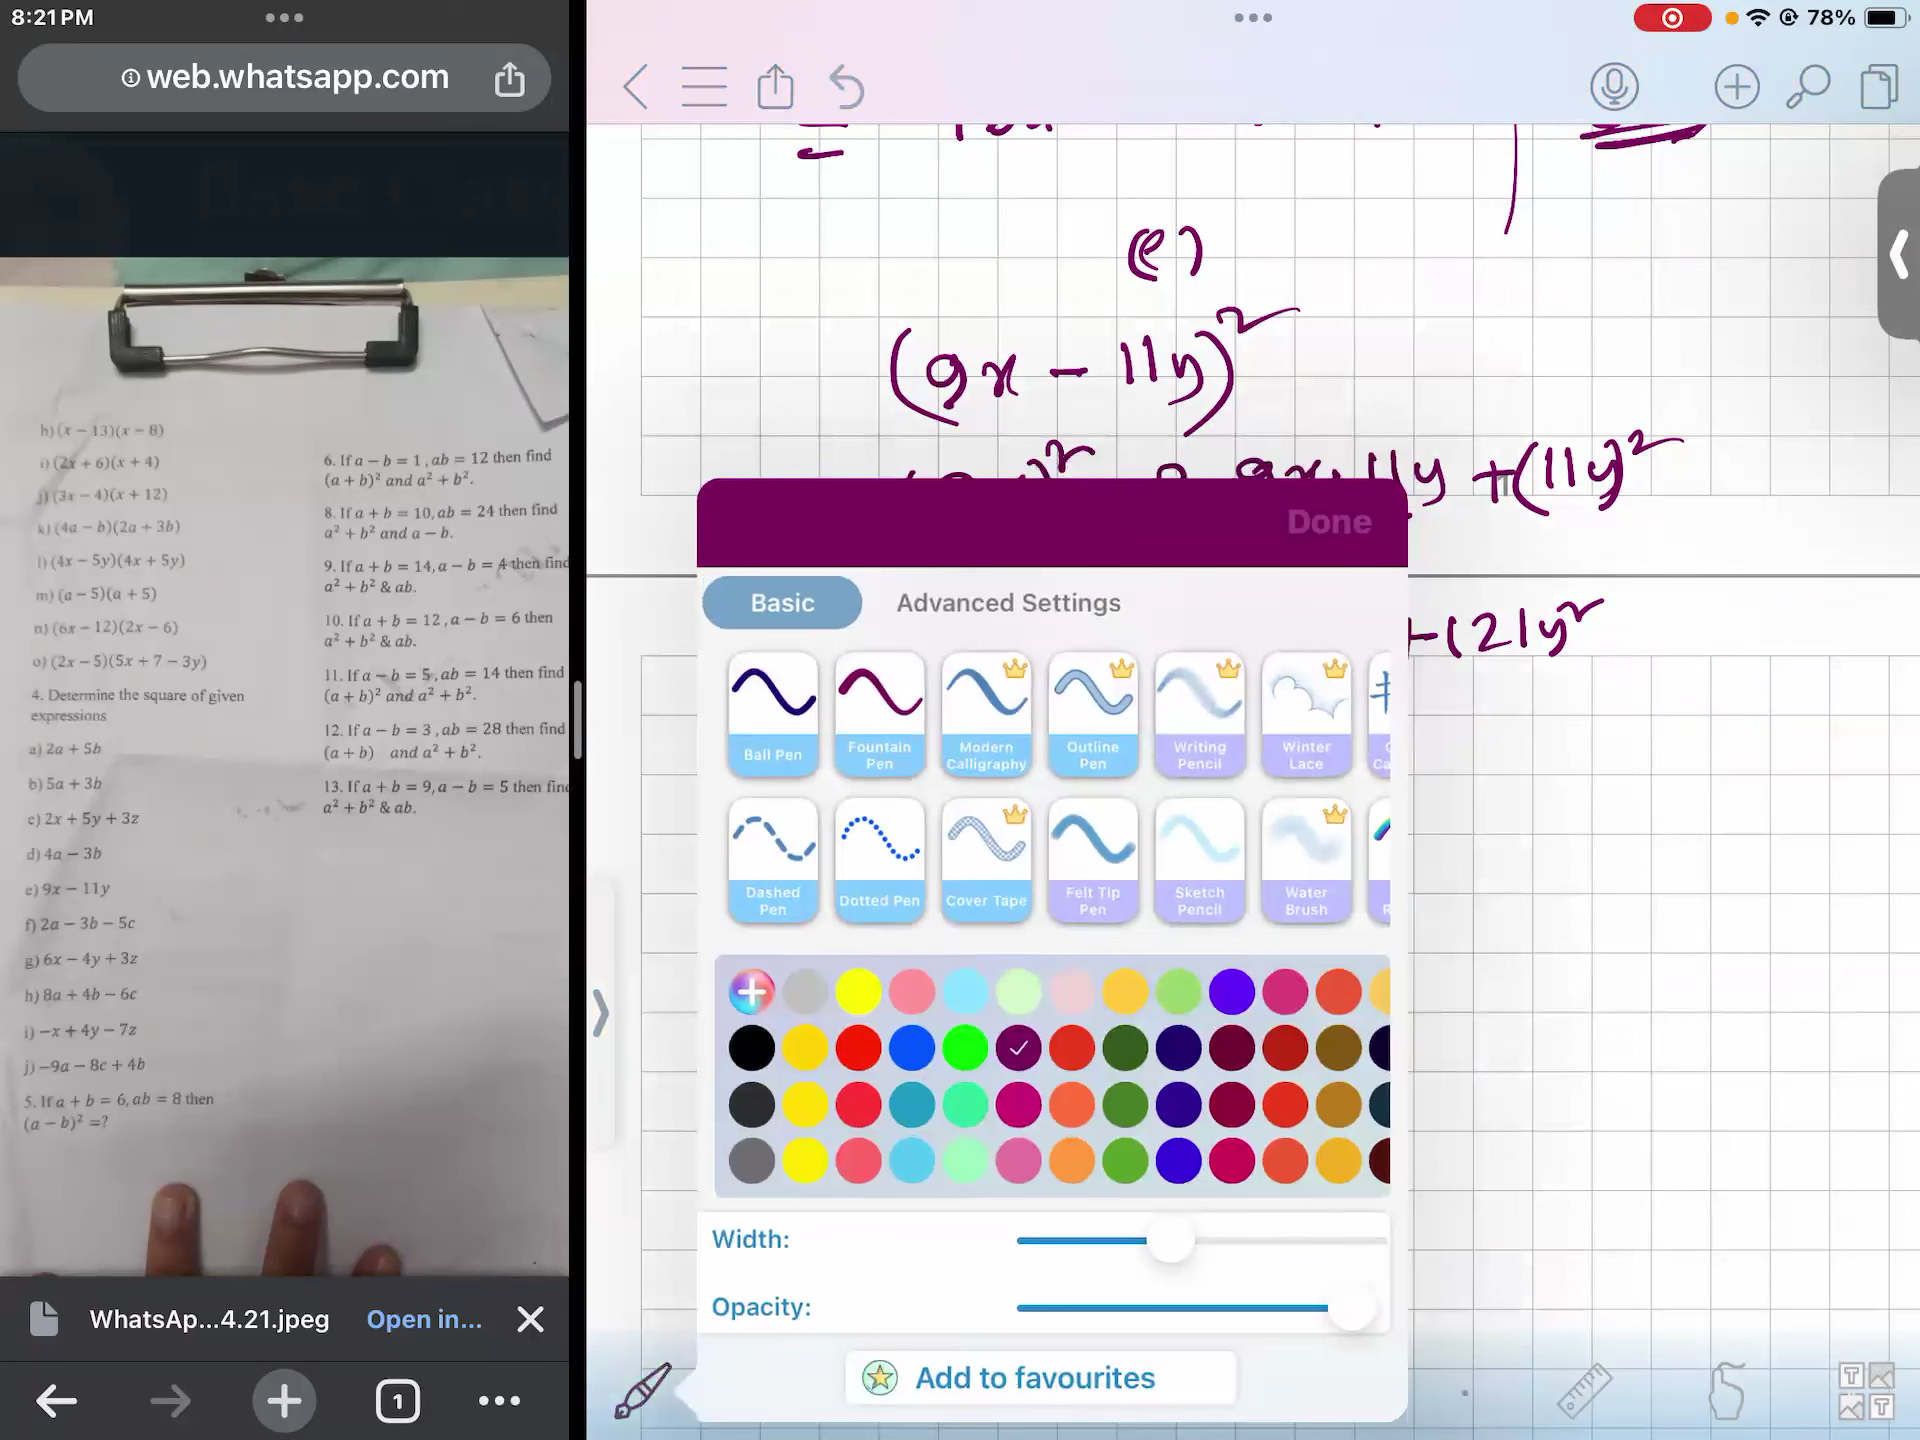 8:21 PM
web.whatsapp.com
h) (x − 13)(x − 8)
i) (2x + 6)(x + 4)
j) (3x − 4)(x + 12)
k) (4a − b)(2a + 3b)
l) (4x − 5y)(4x + 5y)
m) (a − 5)(a + 5)
n) (6x − 12)(2x − 6)
o) (2x − 5)(5x + 7 − 3y)
4. Determine the square of given
expressions
a) 2a + 5b
b) 5a + 3b
c) 2x + 5y + 3z
d) 4a − 3b
e) 9x − 11y
f) 2a − 3b − 5c
g) 6x − 4y + 3z
h) 8a + 4b − 6c
i) −x + 4y − 7z
j) −9a − 8c + 4b
5. If a + b = 6, ab = 8 then
(a − b)² =?
6. If a − b = 1, ab = 12 then find
(a + b)² and a² + b².
8. If a + b = 10, ab = 24 then find
a² + b² and a − b.
9. If a + b = 14, a − b = 4 then find
a² + b² & ab.
10. If a + b = 12, a − b = 6 then
a² + b² & ab.
11. If a − b = 5, ab = 14 then find
(a + b)² and a² + b².
12. If a − b = 3, ab = 28 then find
(a + b) and a² + b².
13. If a + b = 9, a − b = 5 then find
a² + b² & ab.
WhatsAp...4.21.jpeg Open in...
1
78%
(e)
(9x − 11y)²
9x·11y + (11y)²
+ 121y²
Done
Basic Advanced Settings
Ball Pen
Fountain Pen
Modern Calligraphy
Outline Pen
Writing Pencil
Winter Lace
Dashed Pen
Dotted Pen
Cover Tape
Felt Tip Pen
Sketch Pencil
Water Brush
Width:
Opacity:
Add to favourites